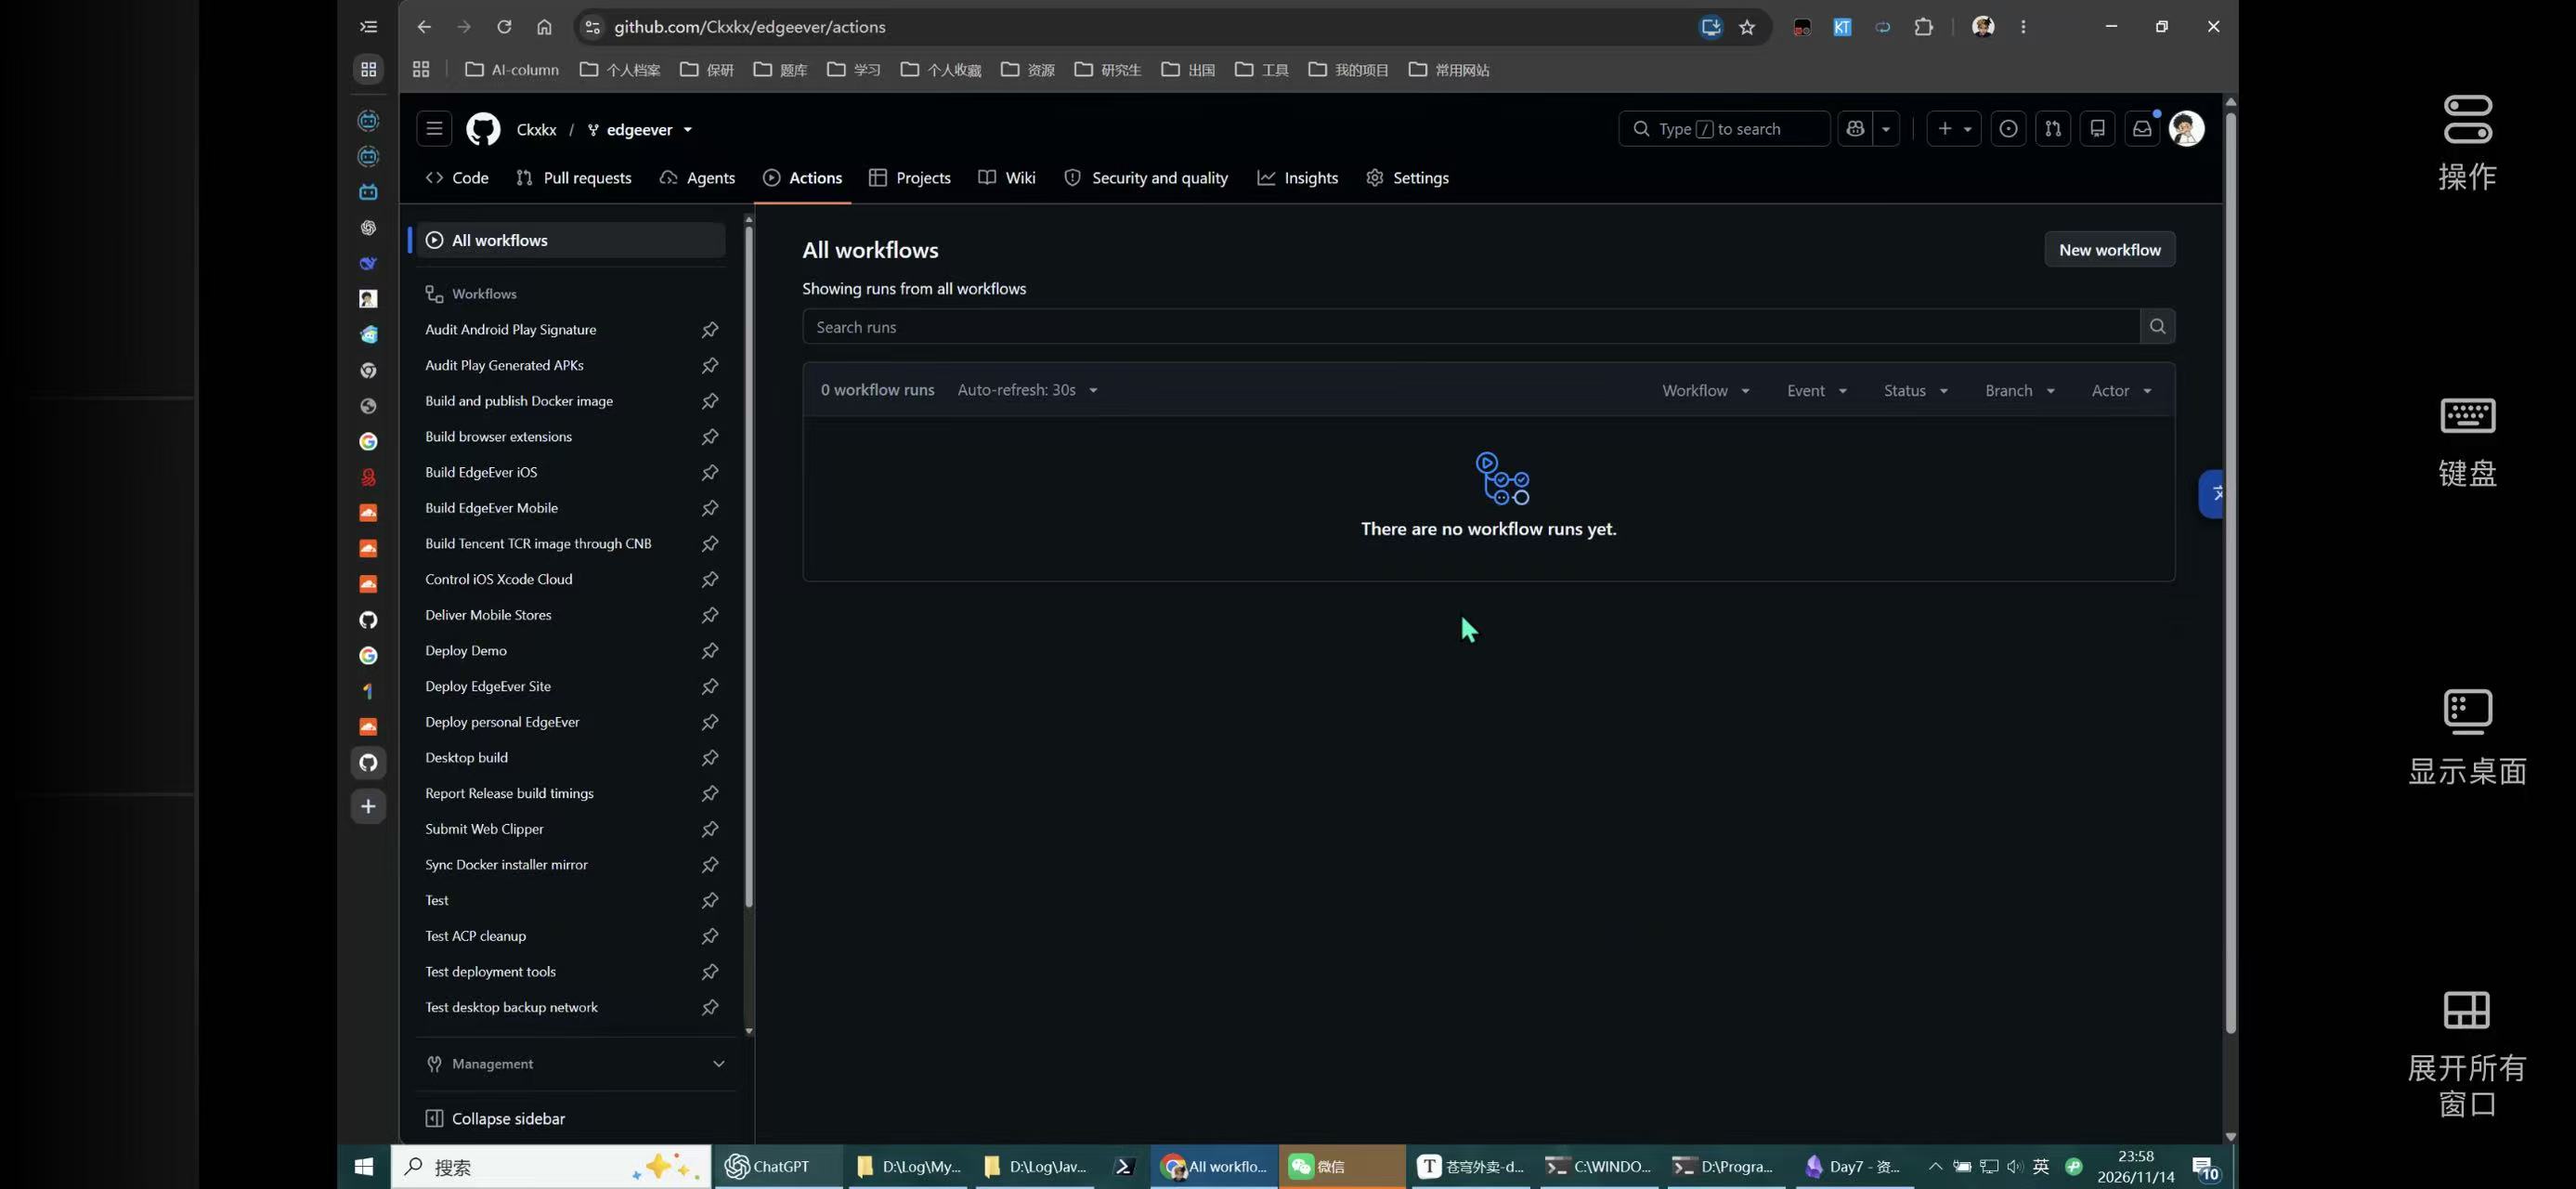 github.com/Ckxkx/edgeever/actions
AI-column
个人档案
保研
题库
学习
个人收藏
资源
研究生
出国
工具
我的项目
常用网站
Ckxkx / edgeever
Type / to search
Code
Pull requests
Agents
Actions
Projects
Wiki
Security and quality
Insights
Settings
All workflows
Workflows
Audit Android Play Signature
Audit Play Generated APKs
Build and publish Docker image
Build browser extensions
Build EdgeEver iOS
Build EdgeEver Mobile
Build Tencent TCR image through CNB
Control iOS Xcode Cloud
Deliver Mobile Stores
Deploy Demo
Deploy EdgeEver Site
Deploy personal EdgeEver
Desktop build
Report Release build timings
Submit Web Clipper
Sync Docker installer mirror
Test
Test ACP cleanup
Test deployment tools
Test desktop backup network
Management
Collapse sidebar
All workflows
New workflow
Showing runs from all workflows
Search runs
0 workflow runs
Auto-refresh: 30s
Workflow
Event
Status
Branch
Actor
There are no workflow runs yet.
操作
键盘
显示桌面
展开所有
窗口
搜索
ChatGPT
D:\Log\My...
D:\Log\Jav...
All workflo...
微信
苍穹外卖-d...
C:\WINDO...
D:\Progra...
Day7 - 资...
英
23:58
2026/11/14
10